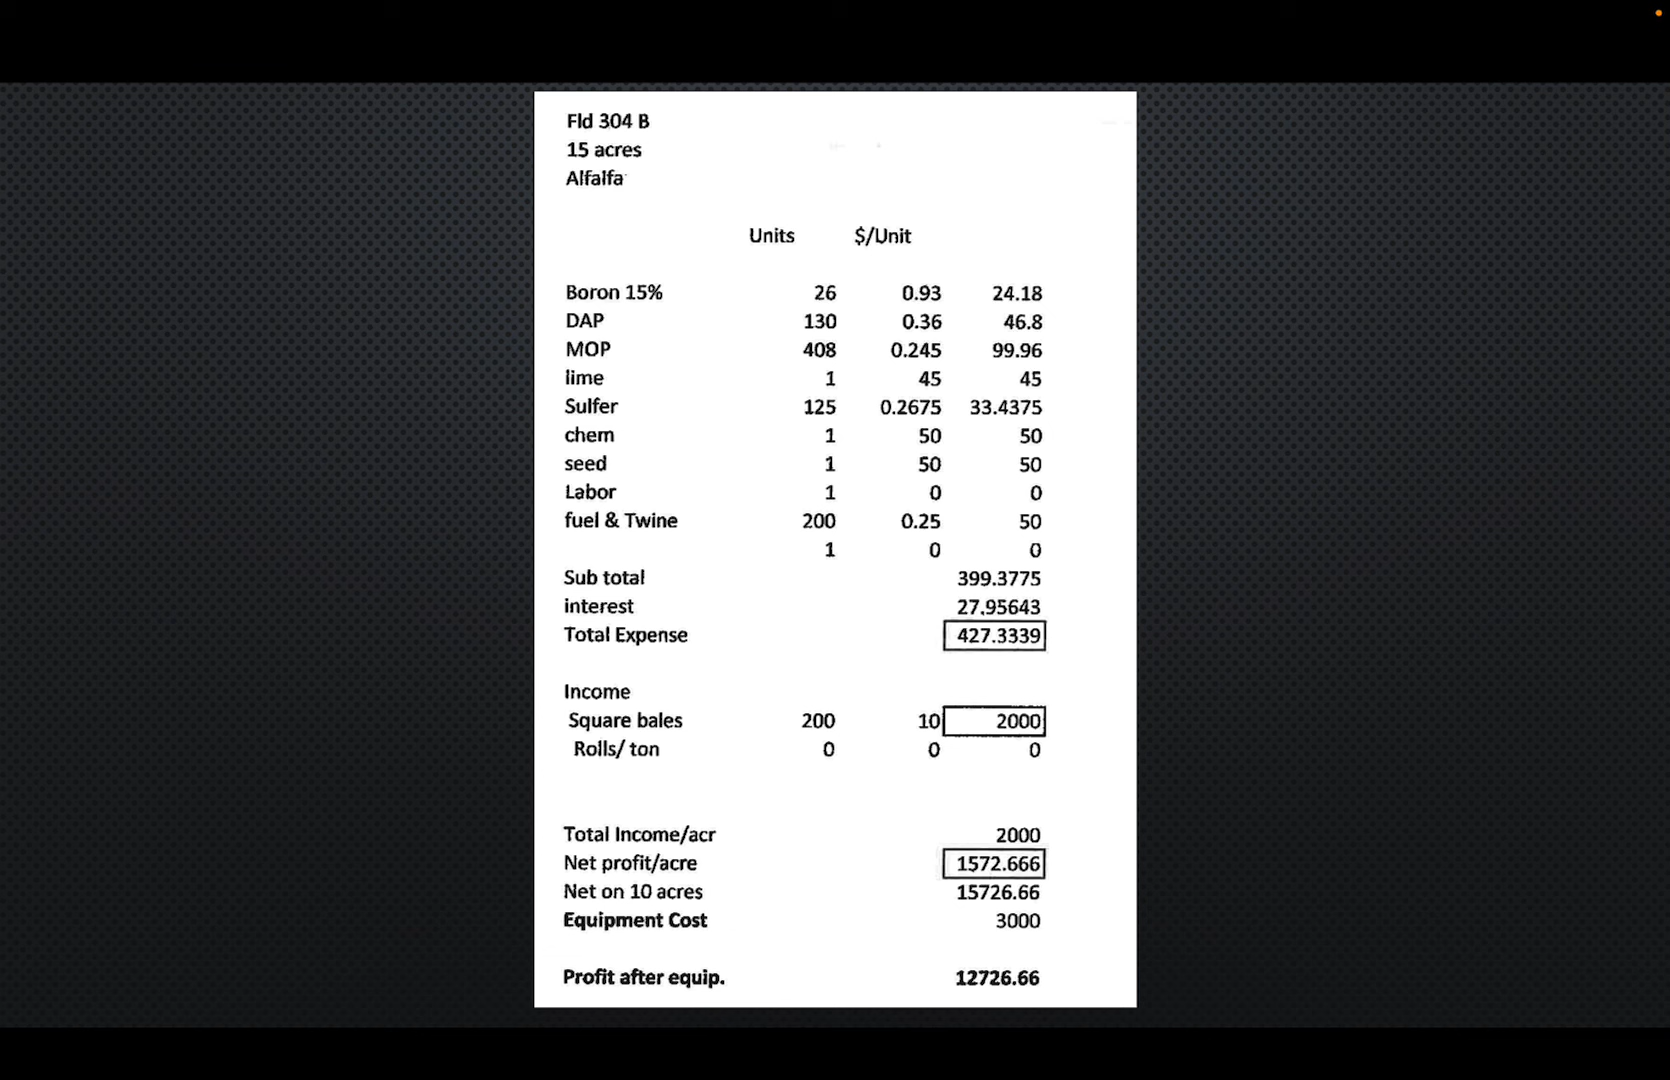 Fld 304 B
15 acres
Alfalfa
Units $/Unit
Boron 15% 26 0.93 24.18
DAP 130 0.36 46.8
MOP 408 0.245 99.96
lime 1 45 45
Sulfer 125 0.2675 33.4375
chem 1 50 50
seed 1 50 50
Labor 1 0 0
fuel & Twine 200 0.25 50
1 0 0
Sub total 399.3775
interest 27.95643
Total Expense 427.3339
Income
Square bales 200 10 2000
Rolls/ ton 0 0 0
Total Income/acr 2000
Net profit/acre 1572.666
Net on 10 acres 15726.66
Equipment Cost 3000
Profit after equip. 12726.66